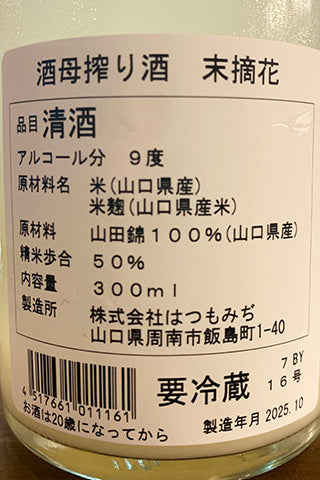 酒母搾り酒　末摘花
品目 清酒
アルコール分　９度
原材料名　米(山口県産)
米麹(山口県産米)
原材料　山田錦１００％(山口県産)
精米歩合　５０％
内容量　３００ｍｌ
製造所　株式会社はつもみぢ
山口県周南市飯島町1-40
7 BY
１６号
要冷蔵
4 517661 011161
製造年月 2025.10
お酒は20歳になってから